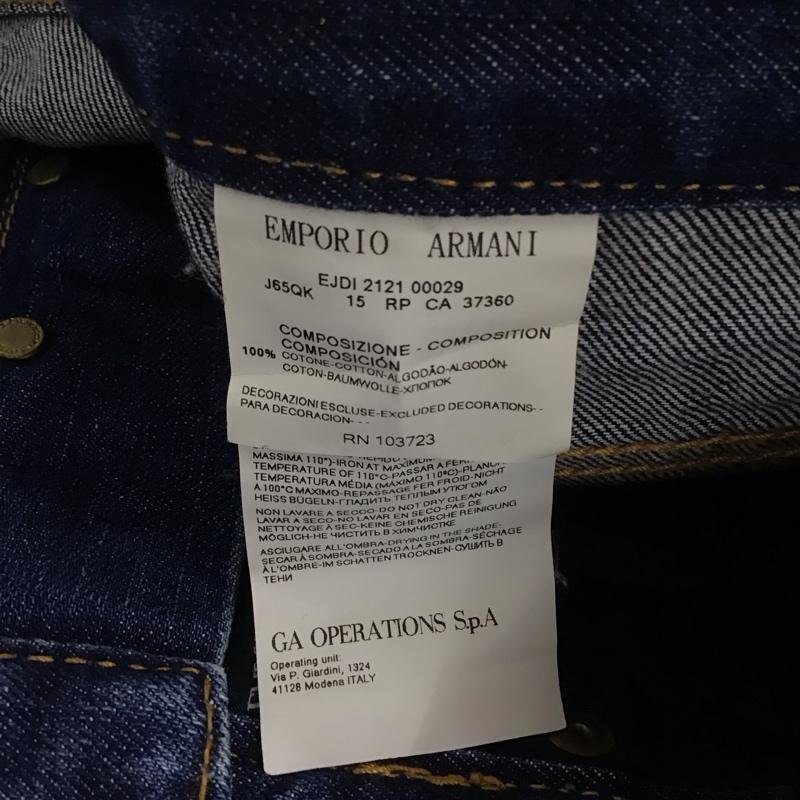 EMPORIO ARMANI
J65QK EJDI 2121 00029
15 RP CA 37360
COMPOSIZIONE - COMPOSITION
COMPOSICIÓN
100% COTONE-COTTON-ALGODÃO-ALGODÓN-
COTON-BAUMWOLLE-ХЛОПОК
DECORAZIONI ESCLUSE-EXCLUDED DECORATIONS--
PARA DECORACION---
RN 103723
MASSIMA 110°)-IRON AT MAXIMUM
TEMPERATURE OF 110°C-PASSAR A FERRO
TEMPERATURA MÉDIA (MÁXIMO 110ºC)-PLANCHAR
A 100°C MAXIMO-REPASSAGE FER FROID-NICHT
HEISS BÜGELN-ГЛАДИТЬ ТЕПЛЫМ УТЮГОМ
NON LAVARE A SECCO-DO NOT DRY CLEAN-NÃO
LAVAR A SECO-NO LAVAR EN SECO-PAS DE
NETTOYAGE À SEC-KEINE CHEMISCHE REINIGUNG
MÖGLICH-НЕ ЧИСТИТЬ В ХИМЧИСТКЕ
ASCIUGARE ALL'OMBRA-DRYING IN THE SHADE-
SECAR À SOMBRA-SECADO A LA SOMBRA-SÉCHAGE
À L'OMBRE-IM SCHATTEN TROCKNEN-СУШИТЬ В
ТЕНИ
GA OPERATIONS S.p.A
Operating unit:
Via P. Giardini, 1324
41126 Modena ITALY